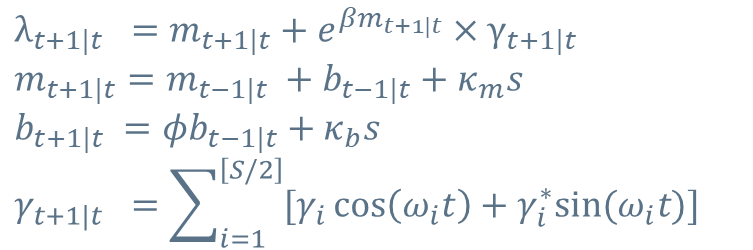 λ_{t+1|t} = m_{t+1|t} + e^{βm_{t+1|t}} × γ_{t+1|t}
m_{t+1|t} = m_{t−1|t} + b_{t−1|t} + κ_m s
b_{t+1|t} = ϕb_{t−1|t} + κ_b s
γ_{t+1|t} = ∑_{i=1}^{[S/2]} [γ_i cos(ω_i t) + γ_i^* sin(ω_i t)]